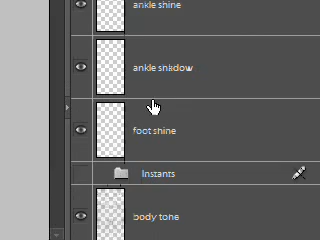 ankle shine
ankle shadow
foot shine
Instants
body tone